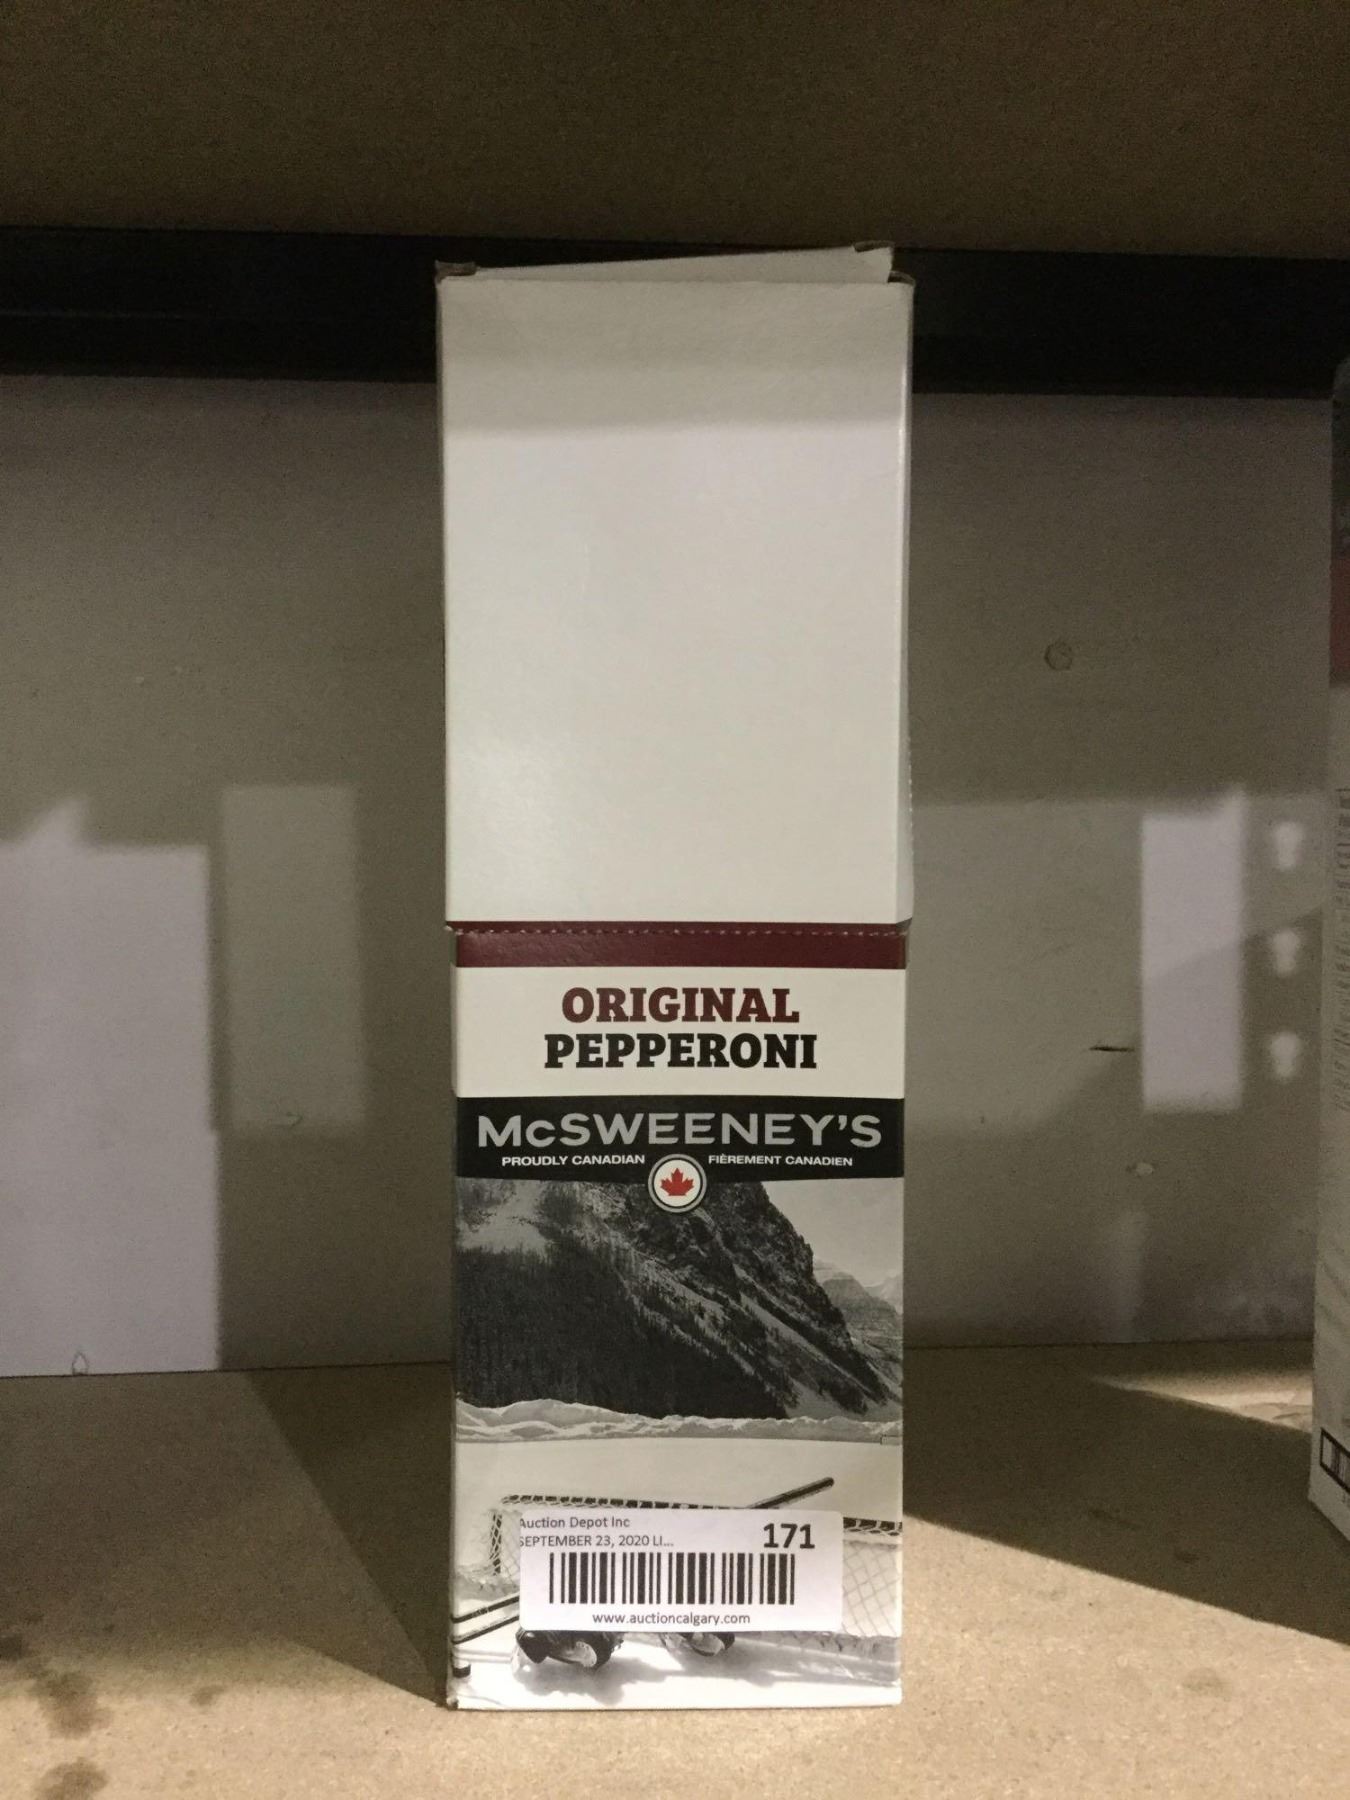 ORIGINAL
PEPPERONI
McSWEENEY'S
PROUDLY CANADIAN FIÈREMENT CANADIEN
Auction Depot Inc
SEPTEMBER 23, 2020 LI... 171
www.auctioncalgary.com